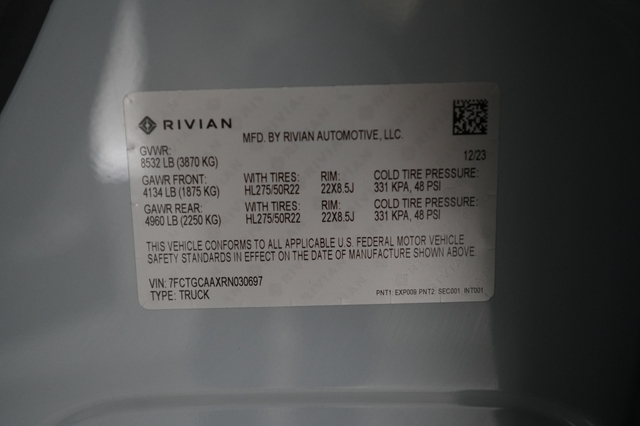 RIVIAN
MFD. BY RIVIAN AUTOMOTIVE, LLC.
12/23
GVWR:
8532 LB (3870 KG)
GAWR FRONT: WITH TIRES: RIM: COLD TIRE PRESSURE:
4134 LB (1875 KG) HL275/50R22 22X8.5J 331 KPA, 48 PSI
GAWR REAR: WITH TIRES: RIM: COLD TIRE PRESSURE:
4960 LB (2250 KG) HL275/50R22 22X8.5J 331 KPA, 48 PSI
THIS VEHICLE CONFORMS TO ALL APPLICABLE U.S. FEDERAL MOTOR VEHICLE
SAFETY STANDARDS IN EFFECT ON THE DATE OF MANUFACTURE SHOWN ABOVE
VIN: 7FCTGCAAXRN030697
TYPE: TRUCK
PNT1: EXP009 PNT2: SEC001 INT001